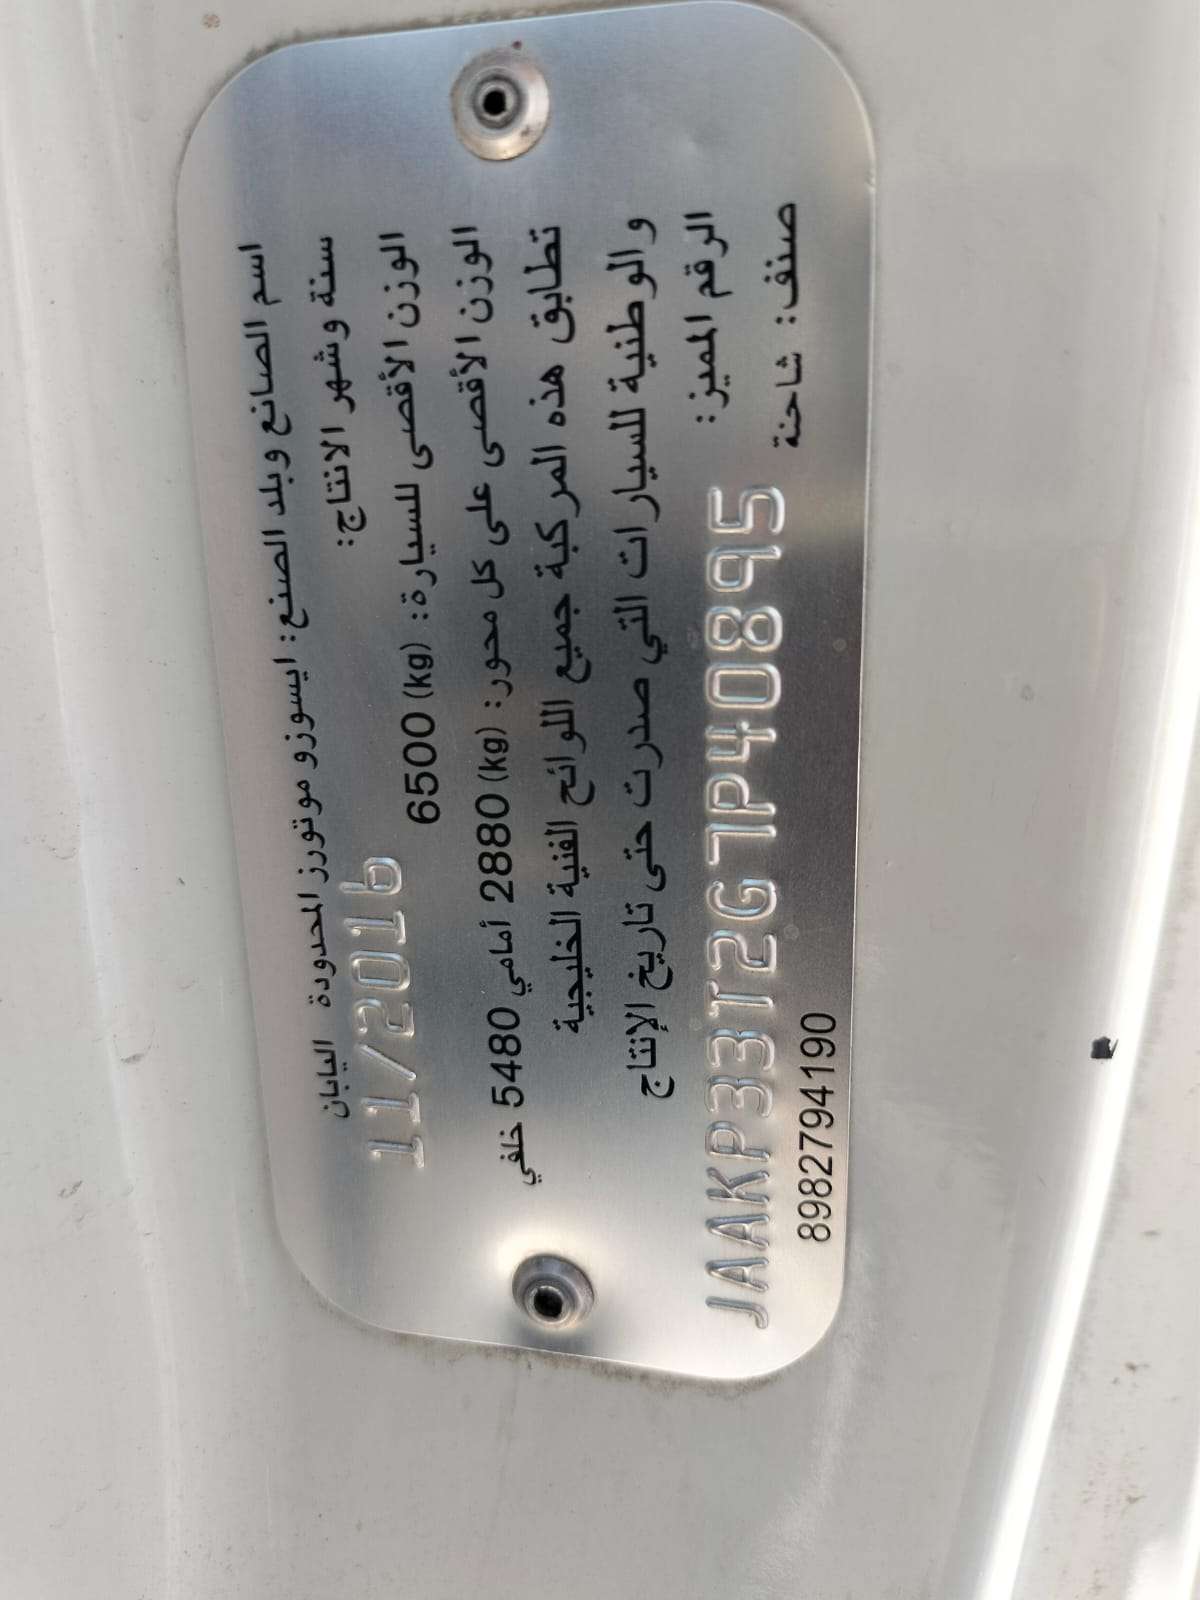 اسم الصانع وبلد الصنع: ايسوزو موتورز المحدودة اليابان
سنة وشهر الانتاج: 11/2016
الوزن الأقصى للسيارة: (kg) 6500
الوزن الأقصى على كل محور: (kg) 2880 أمامي 5480 خلفي
تطابق هذه المركبة جميع اللوائح الفنية الخليجية
والوطنية للسيارات التي صدرت حتى تاريخ الإنتاج
الرقم المميز: JAAKP33T2G7P40895
صنف: شاحنة 8982794190